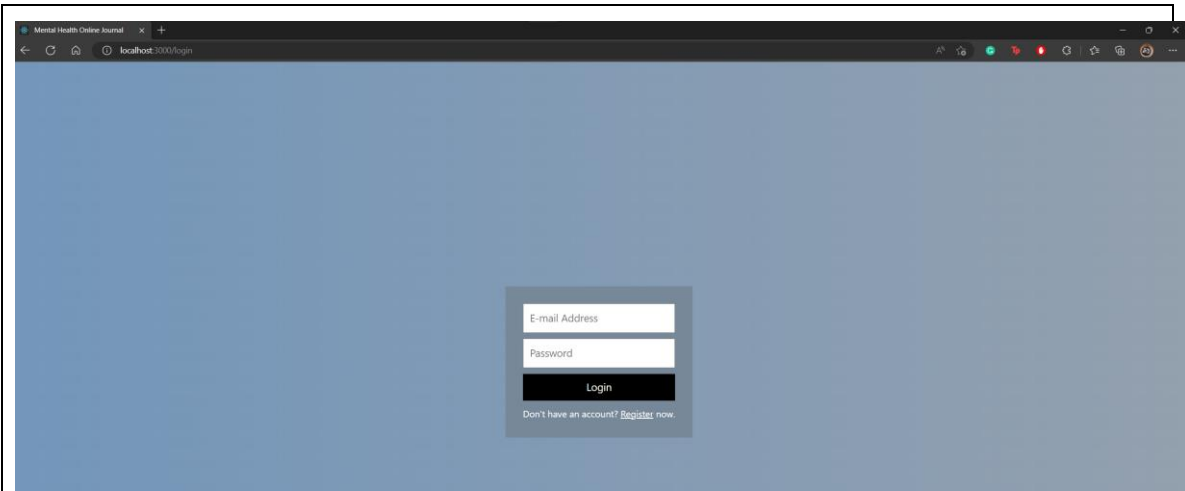 Mental Health Online Journal
localhost:3000/login
E-mail Address
Password
Login
Don't have an account? Register now.